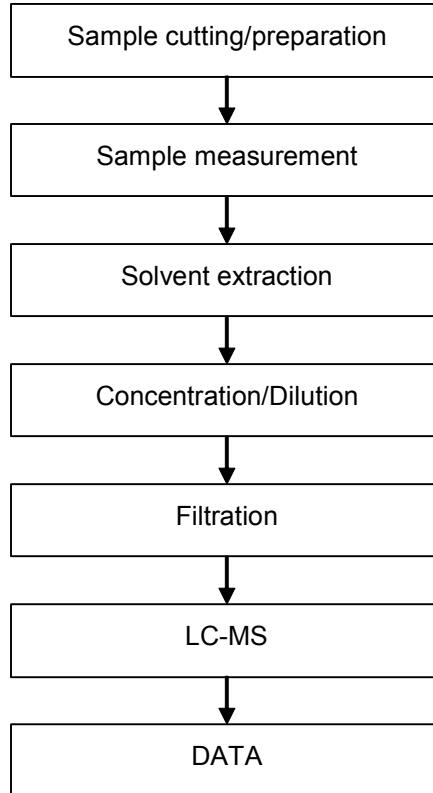 Sample cutting/preparation
Sample measurement
Solvent extraction
Concentration/Dilution
Filtration
LC-MS
DATA